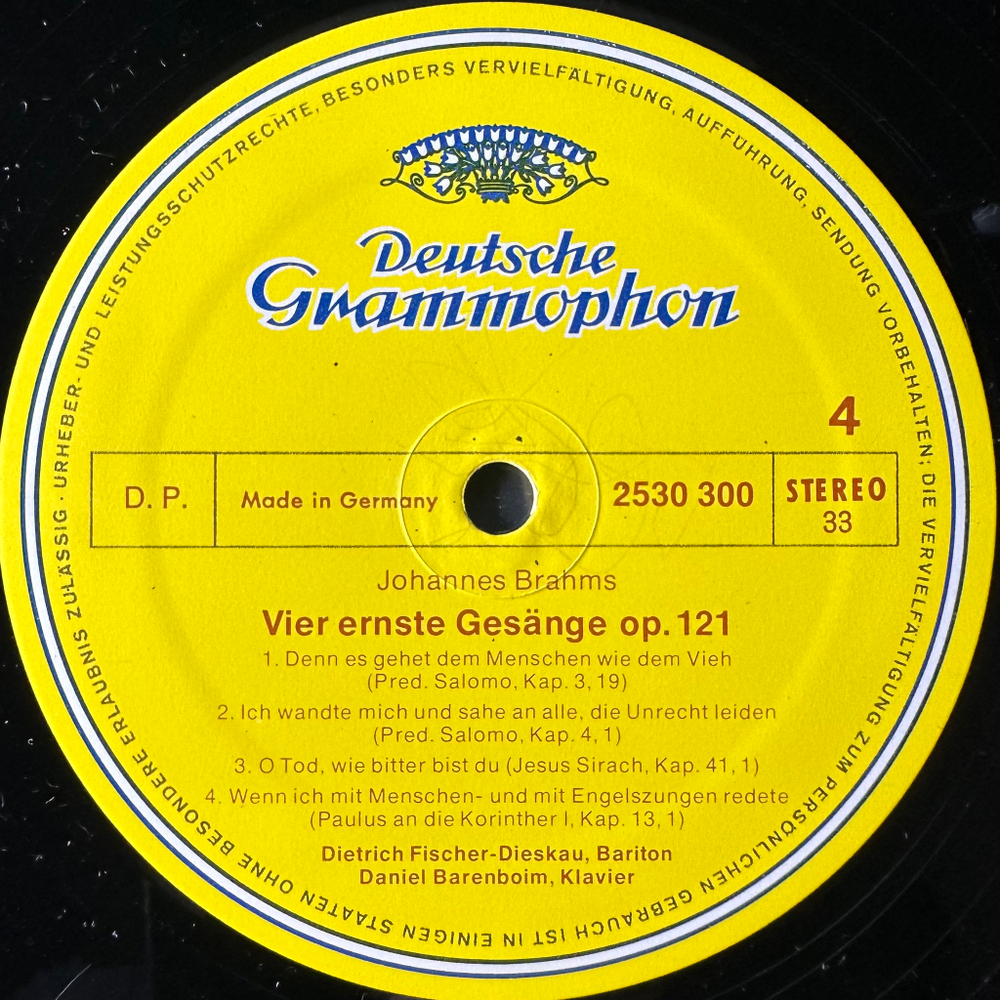 URHEBER- UND LEISTUNGSSCHUTZRECHTE, BESONDERS VERVIELFÄLTIGUNG, AUFFÜHRUNG, SENDUNG VORBEHALTEN; DIE VERVIELFÄLTIGUNG ZUM PERSÖNLICHEN GEBRAUCH IST IN EINIGEN STAATEN OHNE BESONDERE ERLAUBNIS ZULÄSSIG ·
Deutsche
Grammophon
4
D. P.
Made in Germany
2530 300
STEREO
33
Johannes Brahms
Vier ernste Gesänge op. 121
1. Denn es gehet dem Menschen wie dem Vieh
(Pred. Salomo, Kap. 3, 19)
2. Ich wandte mich und sahe an alle, die Unrecht leiden
(Pred. Salomo, Kap. 4, 1)
3. O Tod, wie bitter bist du (Jesus Sirach, Kap. 41, 1)
4. Wenn ich mit Menschen- und mit Engelszungen redete
(Paulus an die Korinther I, Kap. 13, 1)
Dietrich Fischer-Dieskau, Bariton
Daniel Barenboim, Klavier